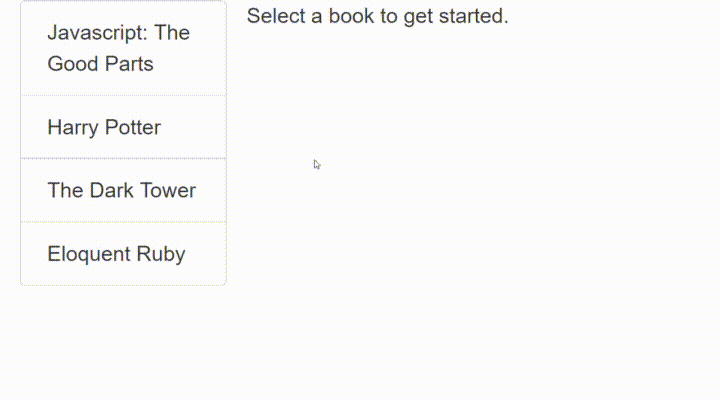 Javascript: The
Good Parts
Harry Potter
The Dark Tower
Eloquent Ruby
Select a book to get started.